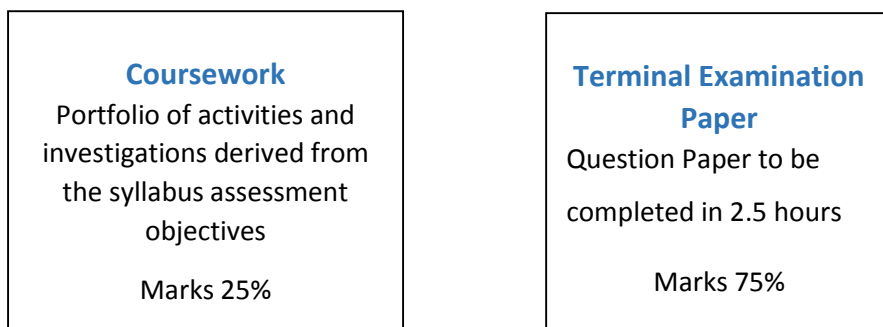 Coursework
Portfolio of activities and
investigations derived from
the syllabus assessment
objectives
Marks 25%
Terminal Examination
Paper
Question Paper to be
completed in 2.5 hours
Marks 75%